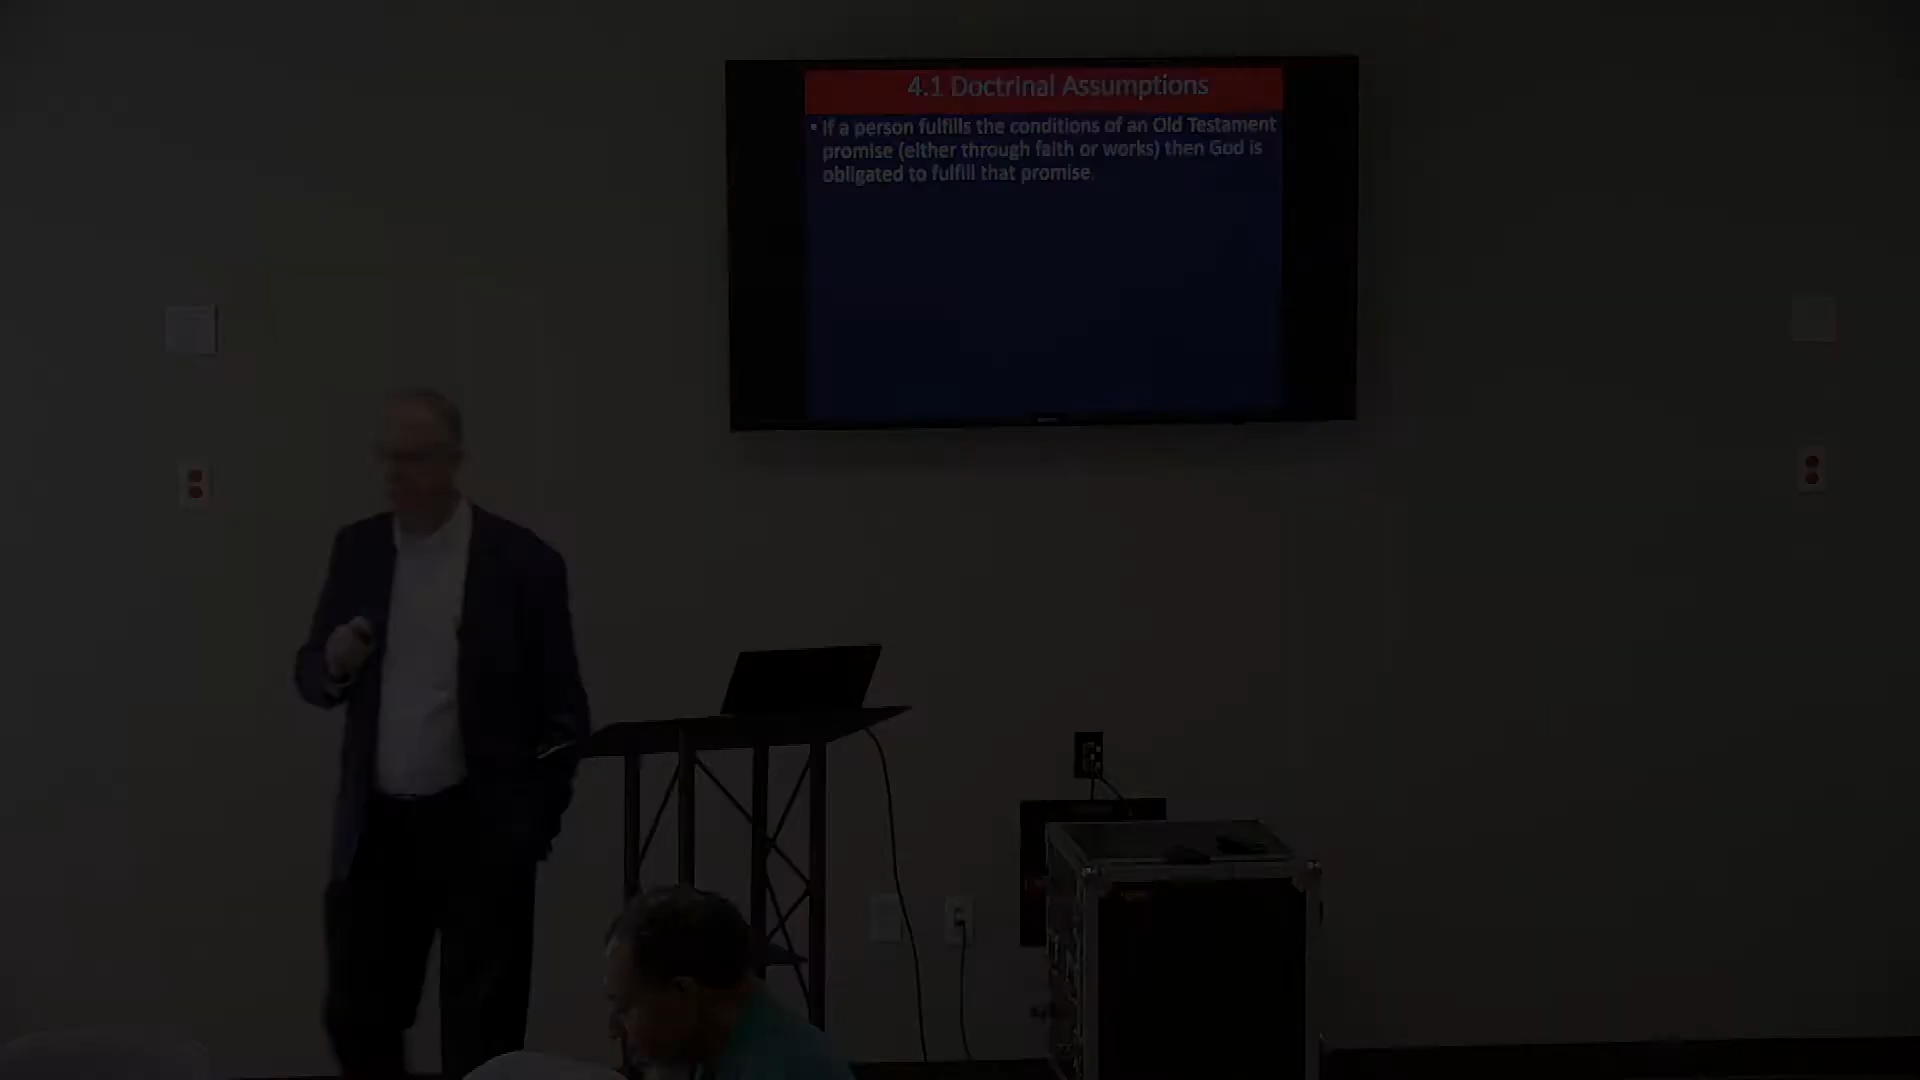 4.1 Doctrinal Assumptions
• If a person fulfills the conditions of an Old Testament
promise (either through faith or works) then God is
obligated to fulfill that promise.